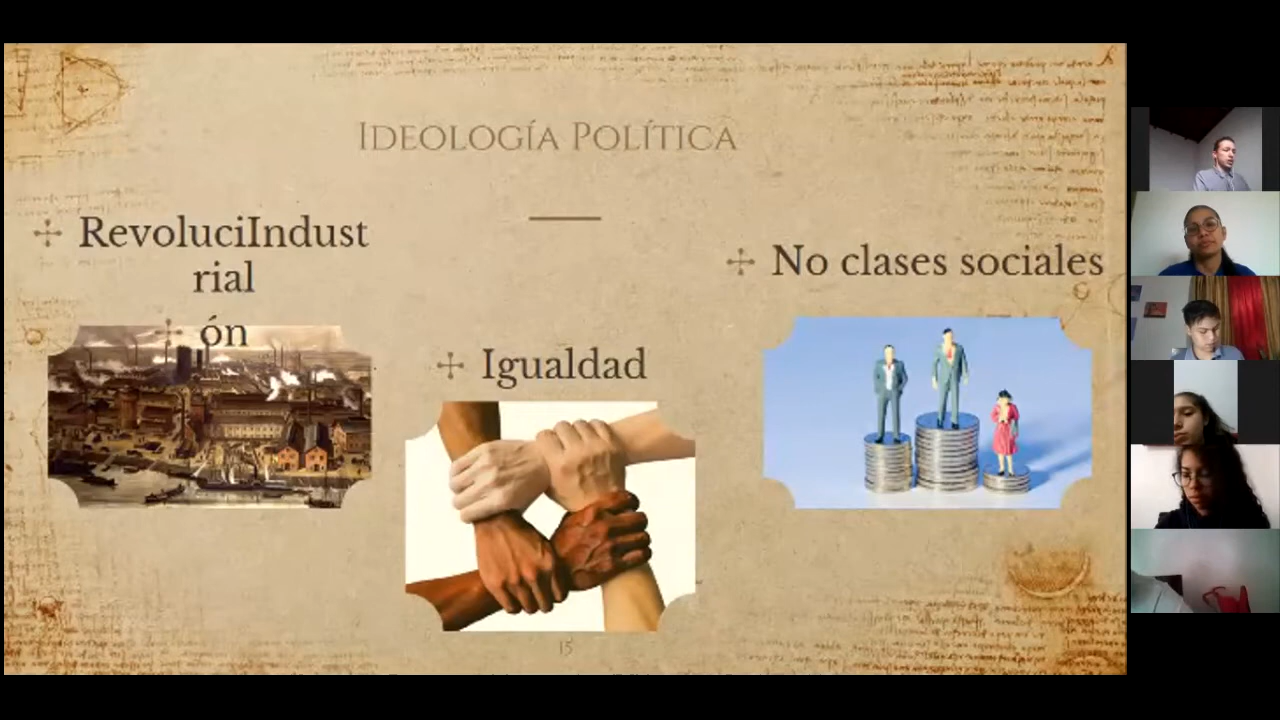 Ideología Política
RevoluciIndust
rial
ón
Igualdad
No clases sociales
15